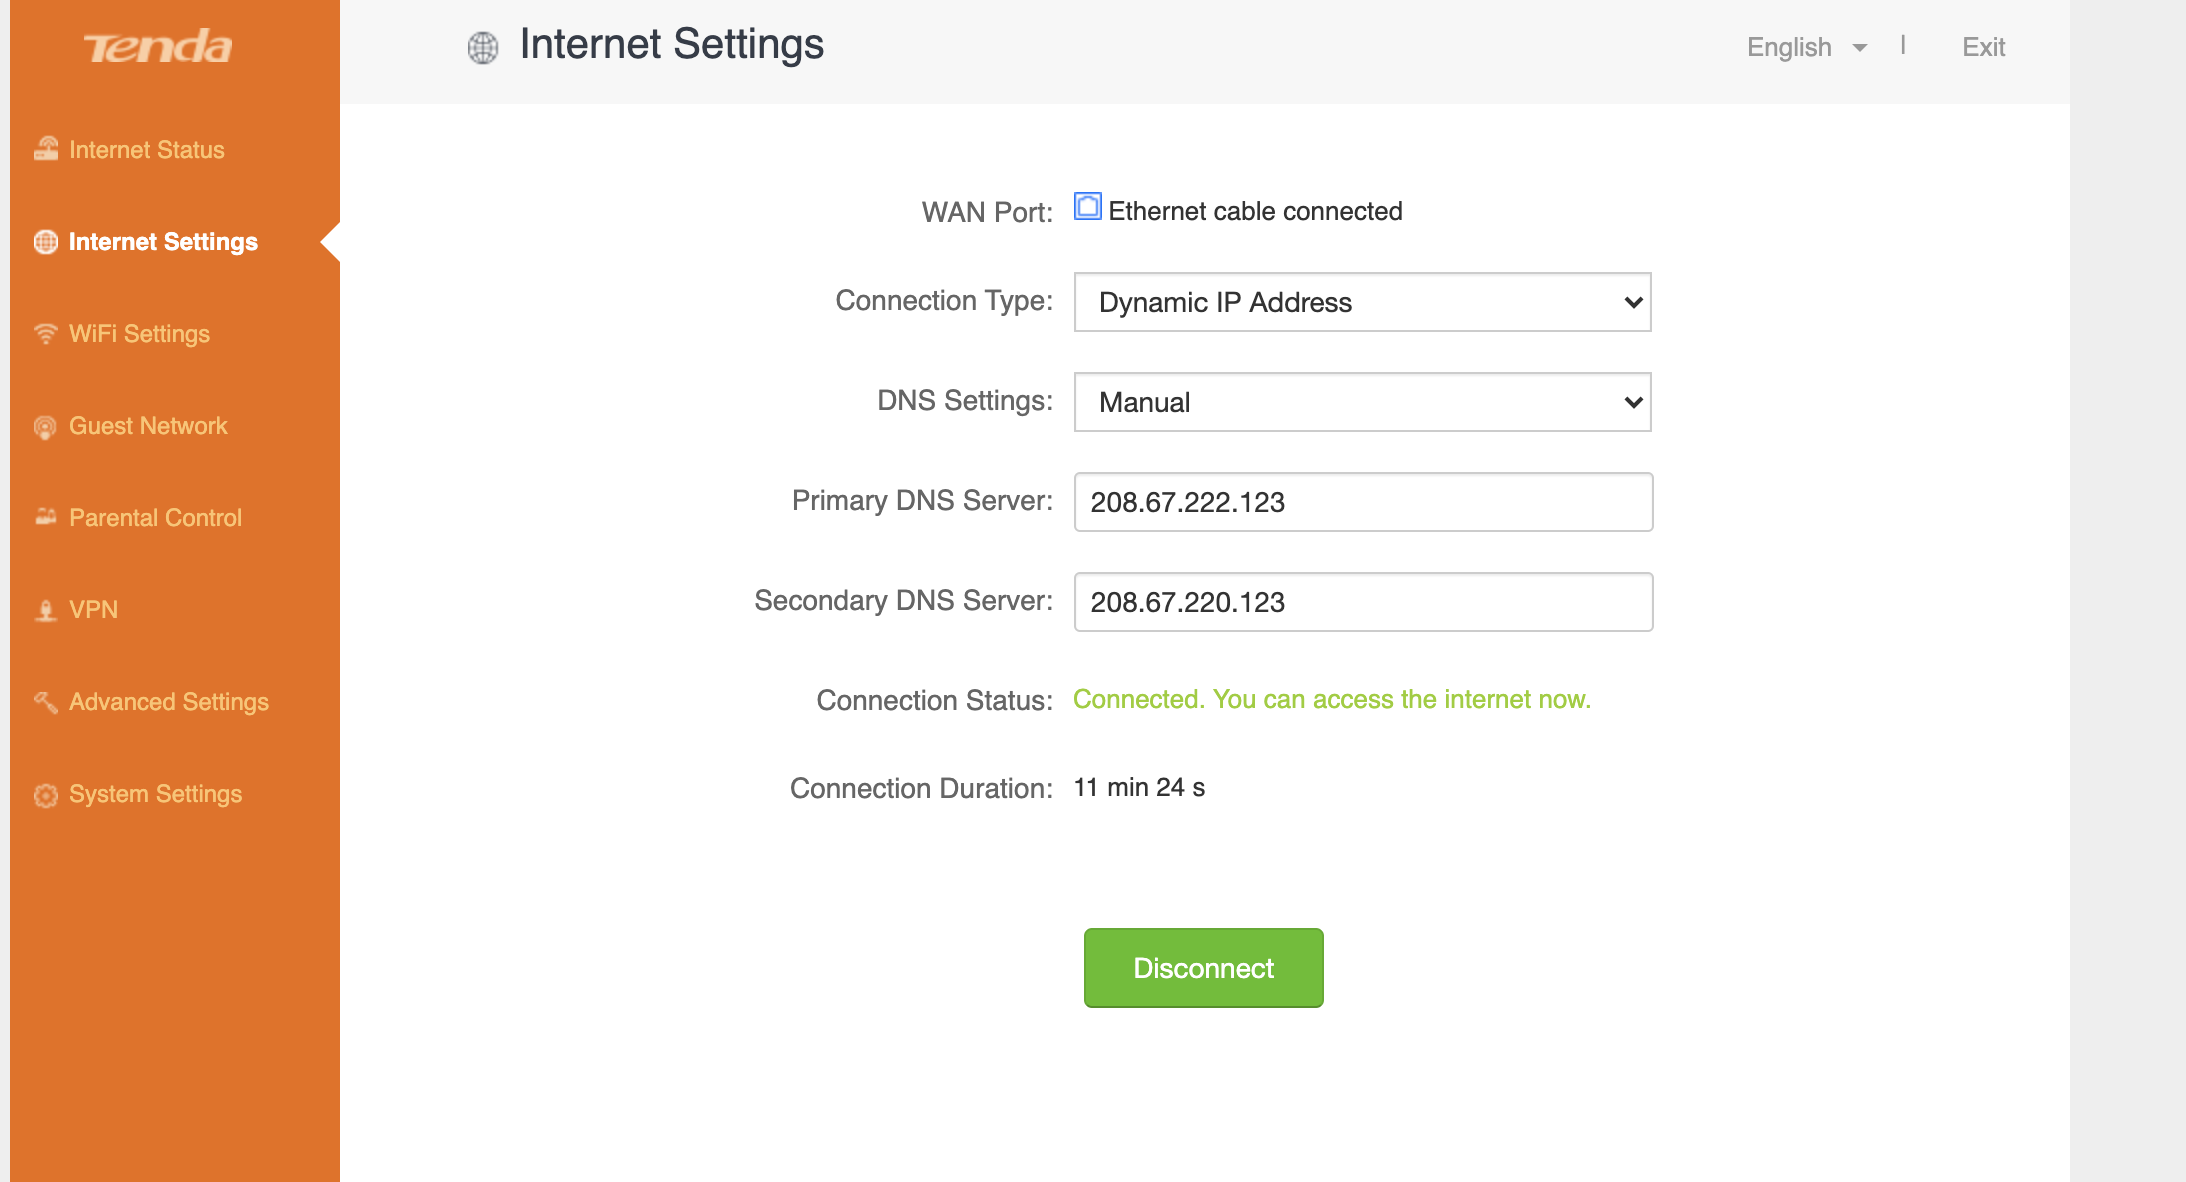 Tenda
Internet Settings
English
Exit
Internet Status
Internet Settings
WiFi Settings
Guest Network
Parental Control
VPN
Advanced Settings
System Settings
WAN Port: Ethernet cable connected
Connection Type: Dynamic IP Address
DNS Settings: Manual
Primary DNS Server: 208.67.222.123
Secondary DNS Server: 208.67.220.123
Connection Status: Connected. You can access the internet now.
Connection Duration: 11 min 24 s
Disconnect